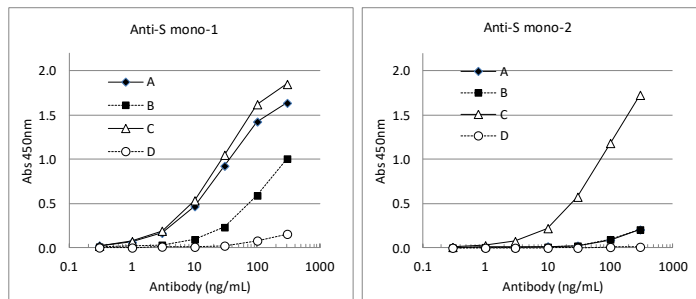 Anti-S mono-1
2.0
1.5
1.0
0.5
0.0
0.1 1 10 100 1000
Abs 450nm
Antibody (ng/mL)
A
B
C
D
Anti-S mono-2
2.0
1.5
1.0
0.5
0.0
0.1 1 10 100 1000
Abs 450nm
Antibody (ng/mL)
A
B
C
D